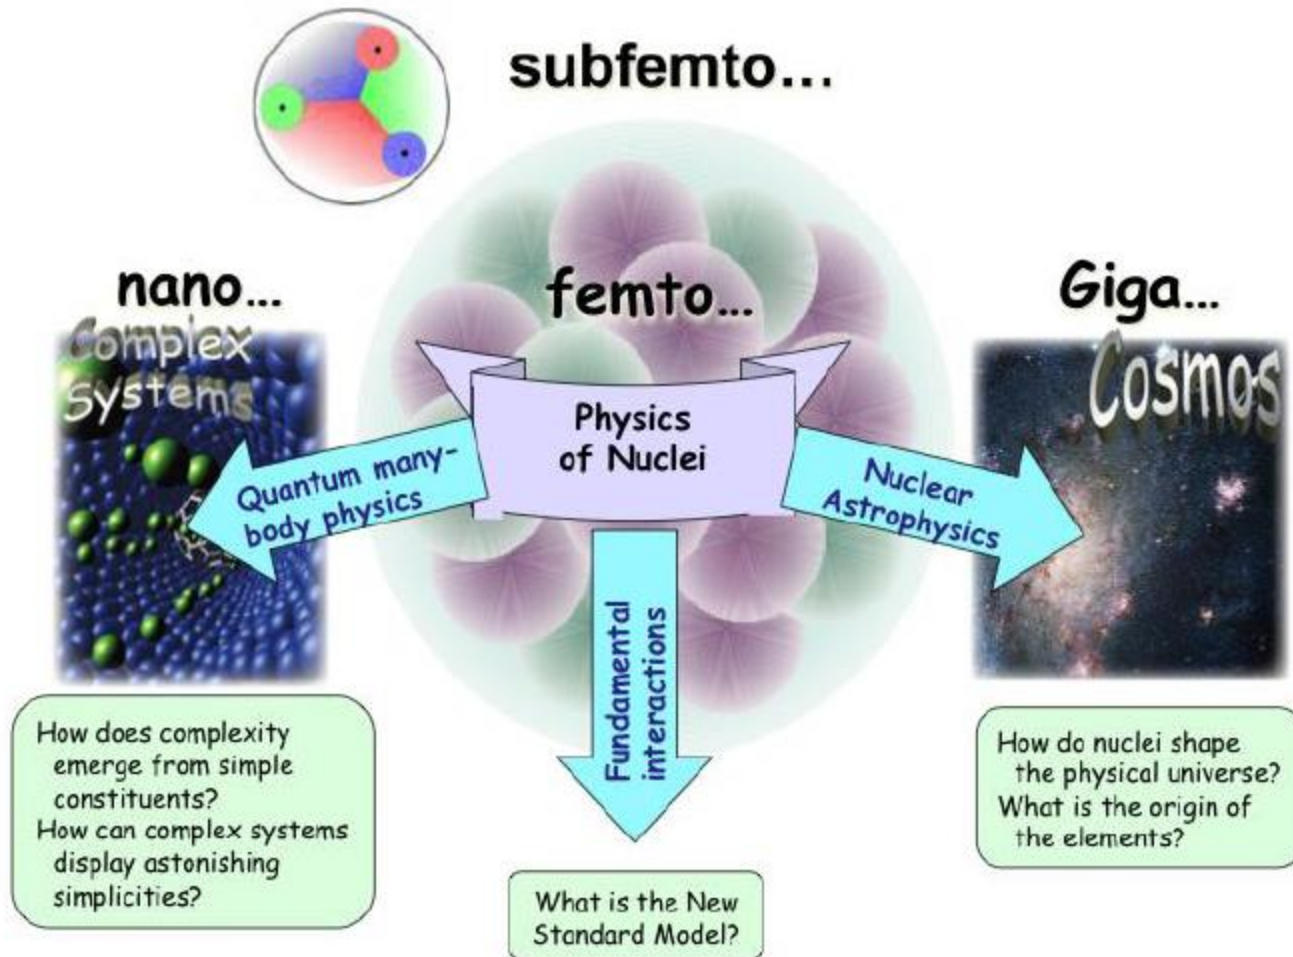 subfemto...
nano...
femto...
Giga...
Complex
Systems
Cosmos
Physics
of Nuclei
Quantum many-
body physics
Nuclear
Astrophysics
Fundamental
interactions
How does complexity
emerge from simple
constituents?
How can complex systems
display astonishing
simplicities?
How do nuclei shape
the physical universe?
What is the origin of
the elements?
What is the New
Standard Model?